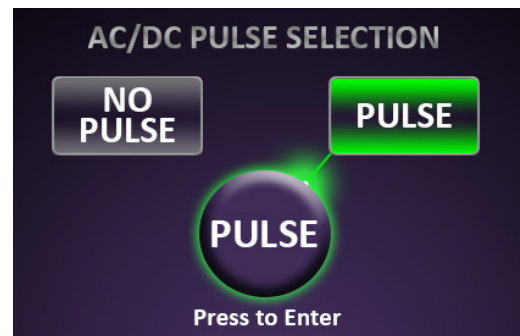 AC/DC PULSE SELECTION
NO
PULSE
PULSE
PULSE
Press to Enter